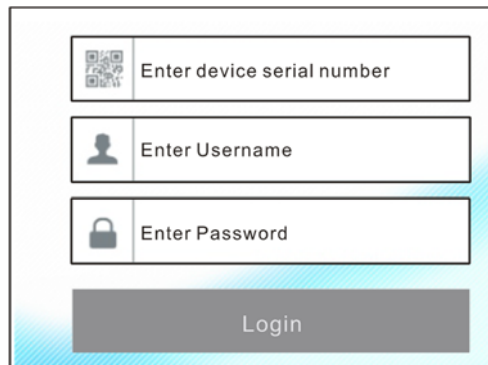 Enter device serial number
Enter Username
Enter Password
Login